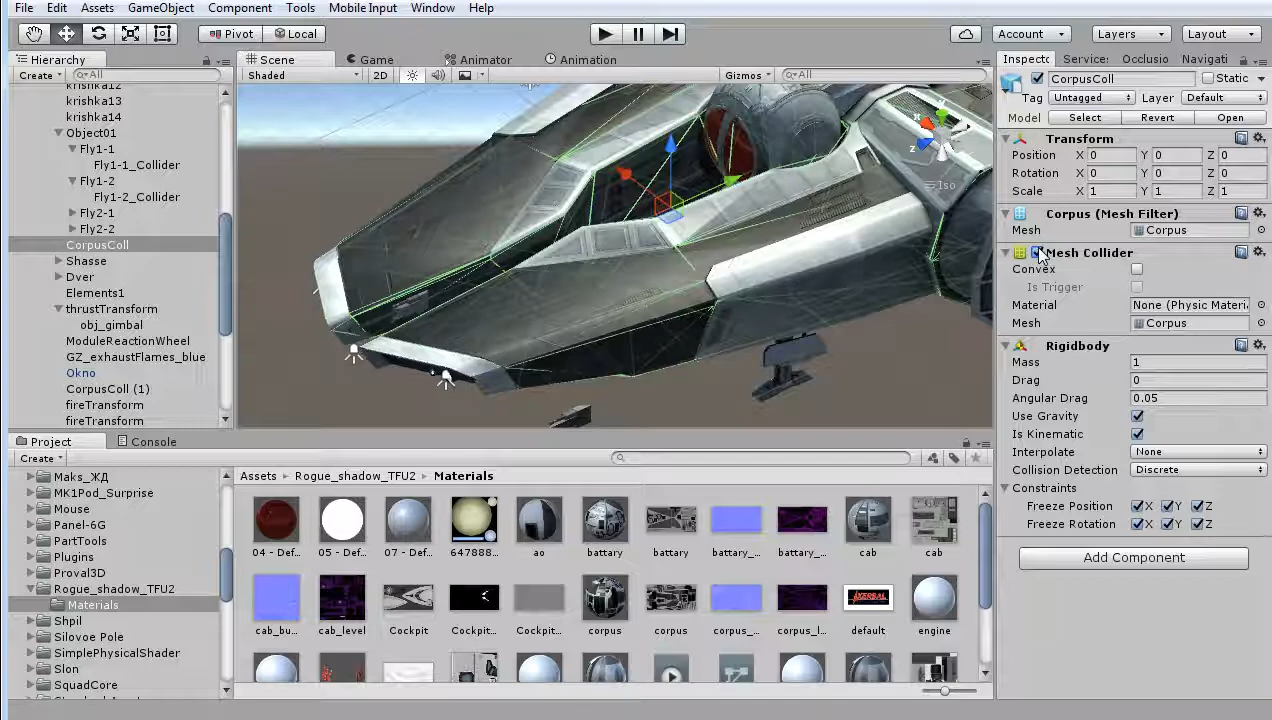 File Edit Assets GameObject Component Tools Mobile Input Window Help
Pivot Local Account Layers Layout
Hierarchy
Create All
krishka12
krishka13
krishka14
Object01
Fly1-1
Fly1-1_Collider
Fly1-2
Fly1-2_Collider
Fly2-1
Fly2-2
CorpusColl
Shasse
Dver
Elements1
thrustTransform
obj_gimbal
ModuleReactionWheel
GZ_exhaustFlames_blue
Okno
CorpusColl (1)
fireTransform
fireTransform
Scene Game Animator Animation
Shaded 2D Gizmos All
y
x
z
Iso
Inspecto Service: Occlusio Navigati
CorpusColl Static
Tag Untagged Layer Default
Model Select Revert Open
Transform
Position X 0 Y 0 Z 0
Rotation X 0 Y 0 Z 0
Scale X 1 Y 1 Z 1
Corpus (Mesh Filter)
Mesh Corpus
Mesh Collider
Convex
Is Trigger
Material None (Physic Materi
Mesh Corpus
Rigidbody
Mass 1
Drag 0
Angular Drag 0.05
Use Gravity
Is Kinematic
Interpolate None
Collision Detection Discrete
Constraints
Freeze Position X Y Z
Freeze Rotation X Y Z
Add Component
Project Console
Create
Maks_ЖД
MK1Pod_Surprise
Mouse
Panel-6G
PartTools
Plugins
Proval3D
Rogue_shadow_TFU2
Materials
Shpil
Silovoe Pole
SimplePhysicalShader
Slon
SquadCore
Assets Rogue_shadow_TFU2 Materials
04 - Def... 05 - Def... 07 - Def... 647888... ao battary battary battary_... battary_... cab cab
cab_bu... cab_level Cockpit Cockpit... Cockpit... corpus corpus corpus_... corpus_l... default engine